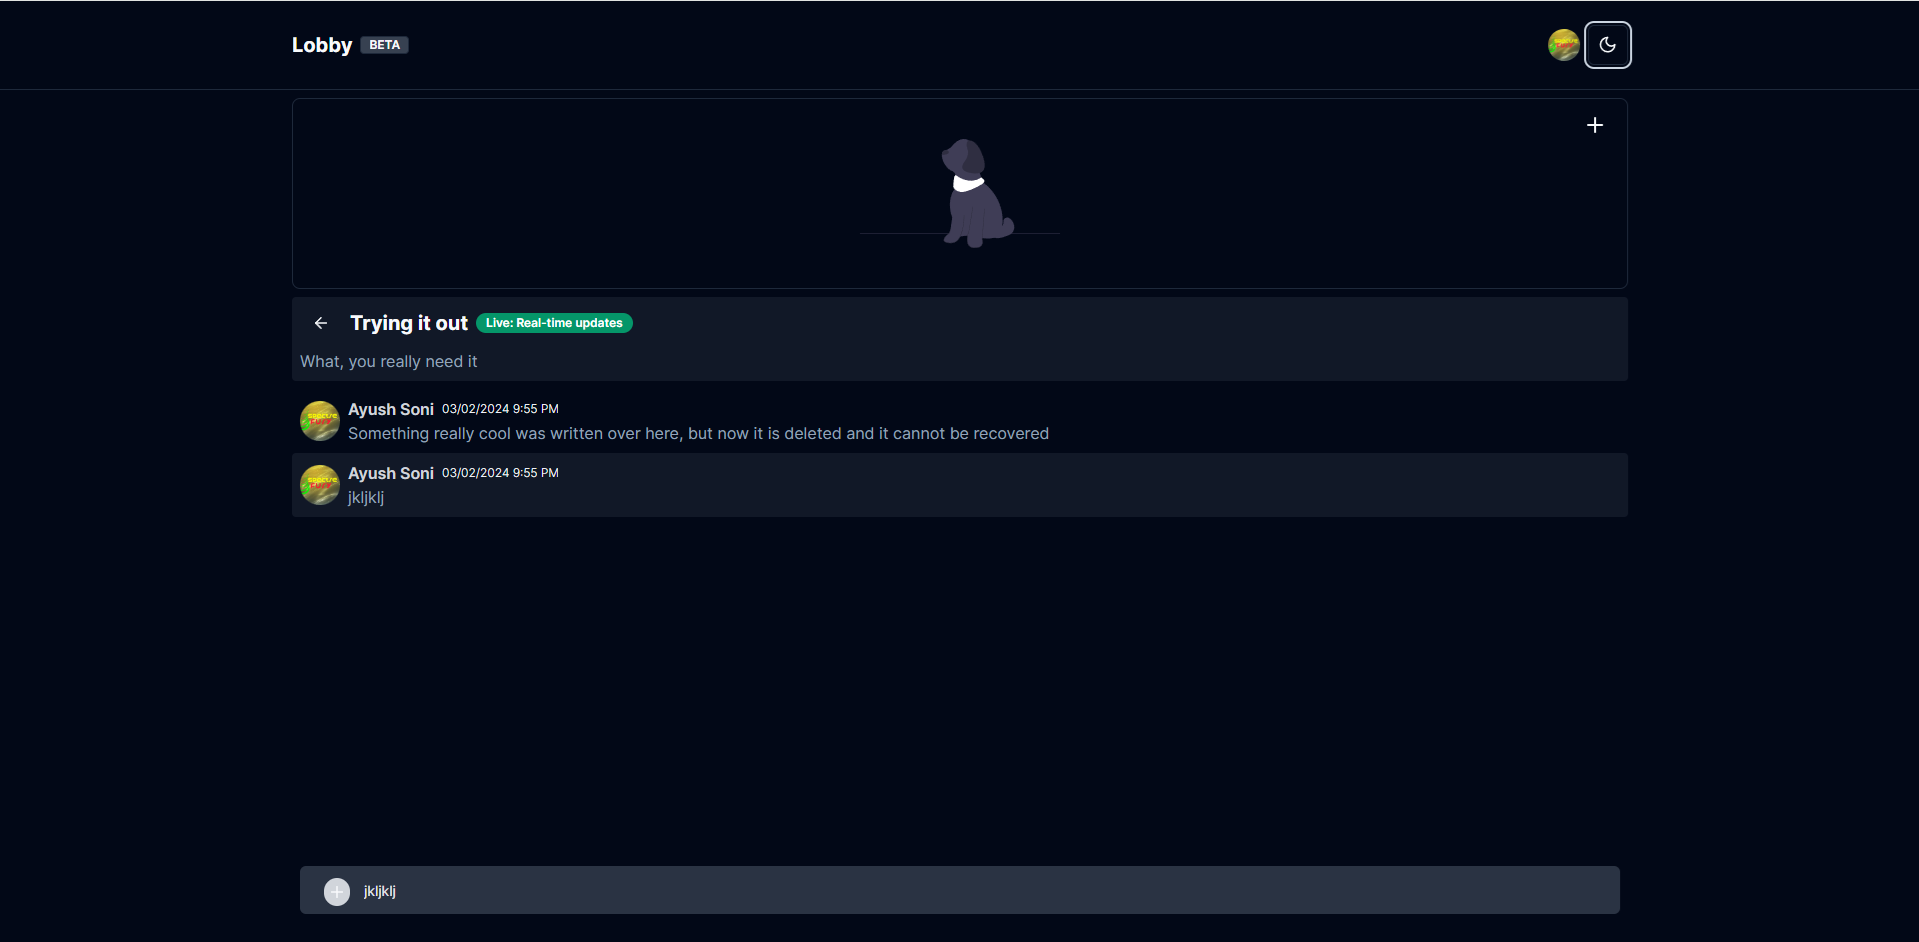 Lobby BETA
Trying it out Live: Real-time updates
What, you really need it
Ayush Soni 03/02/2024 9:55 PM
Something really cool was written over here, but now it is deleted and it cannot be recovered
Ayush Soni 03/02/2024 9:55 PM
jkljklj
jkljklj